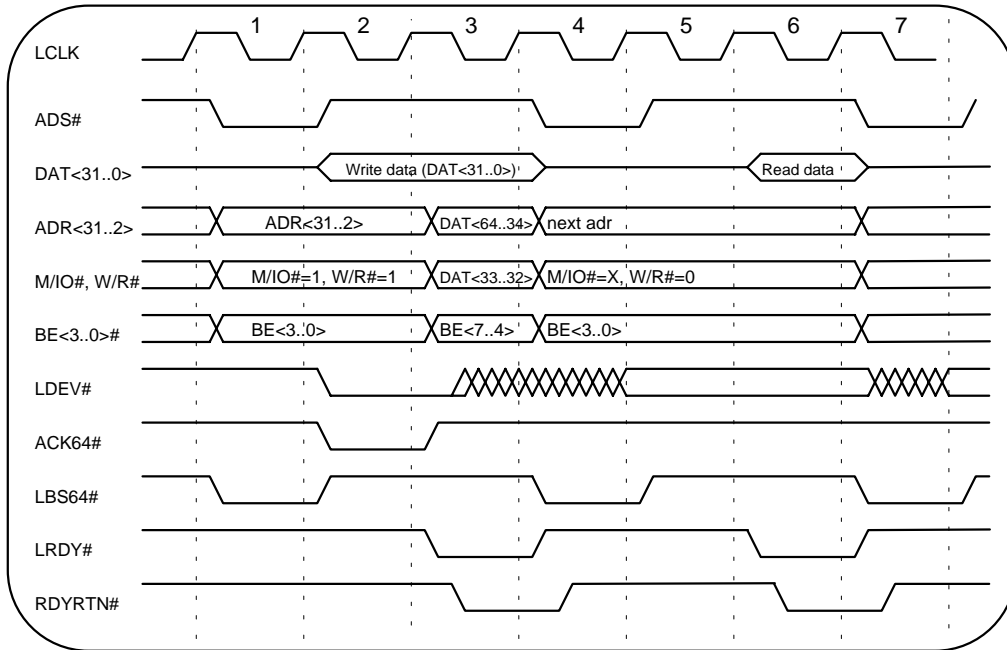 1 2 3 4 5 6 7
LCLK
ADS#
DAT<31..0> Write data (DAT<31..0>) Read data
ADR<31..2> ADR<31..2> DAT<64..34> next adr
M/IO#, W/R# M/IO#=1, W/R#=1 DAT<33..32> M/IO#=X, W/R#=0
BE<3..0># BE<3..0> BE<7..4> BE<3..0>
LDEV#
ACK64#
LBS64#
LRDY#
RDYRTN#